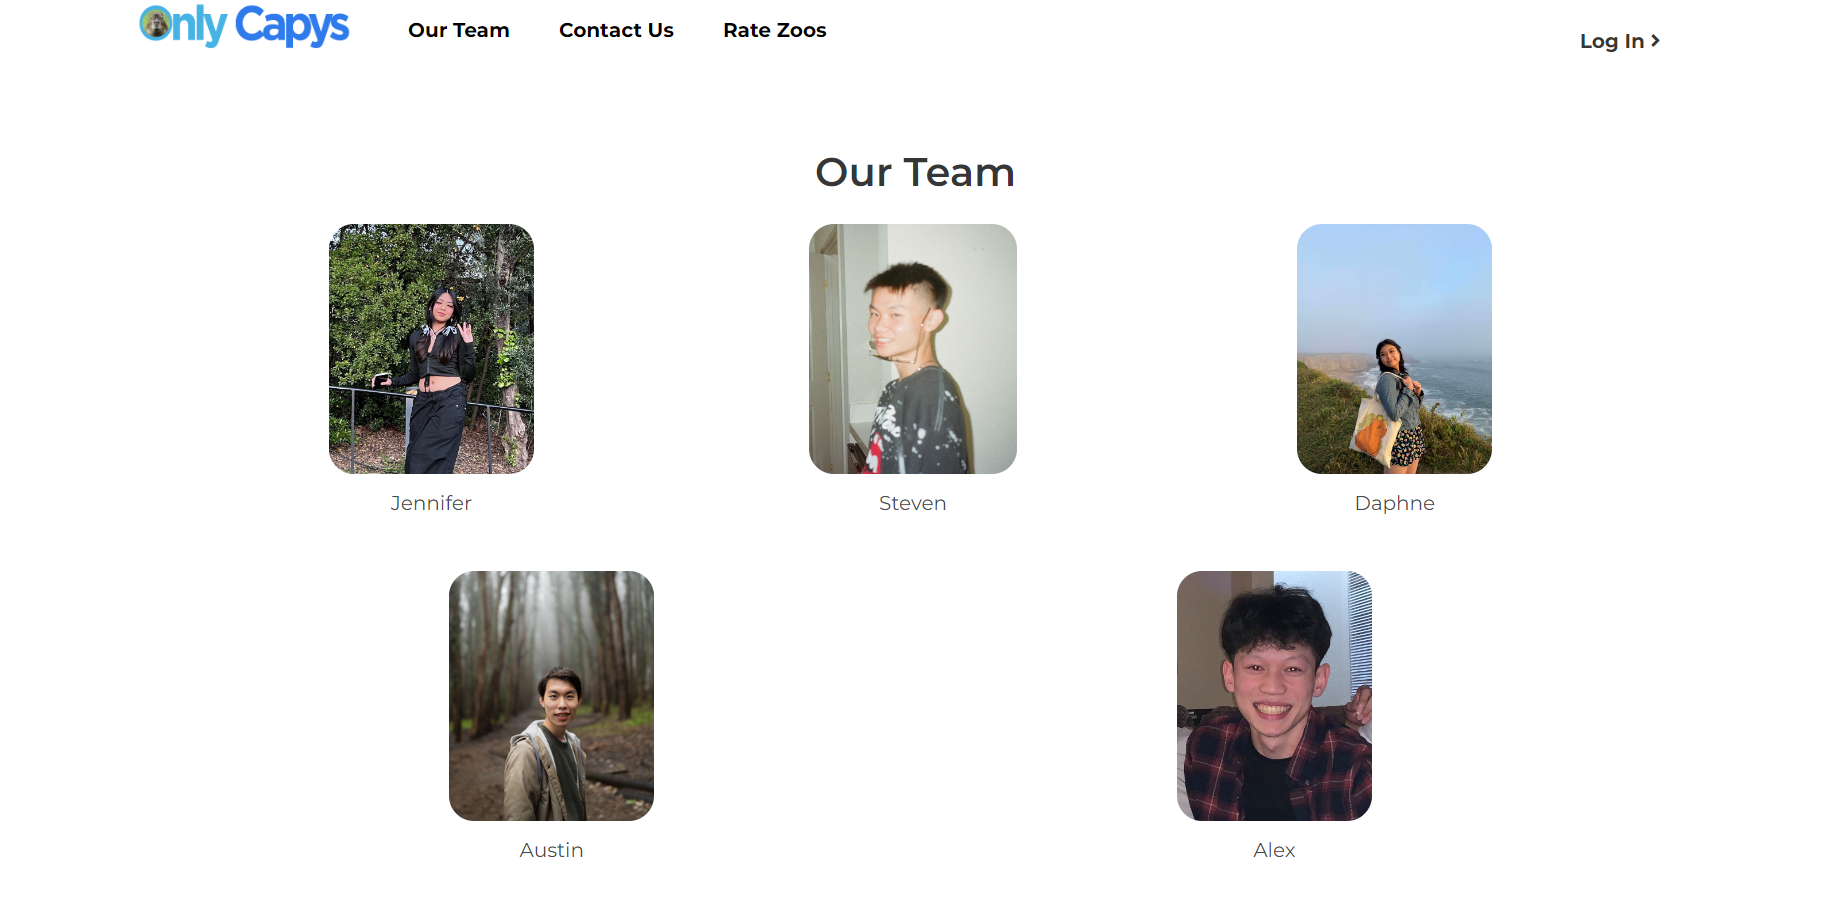 Only Capys
Our Team
Contact Us
Rate Zoos
Log In
Our Team
Jennifer
Steven
Daphne
Austin
Alex